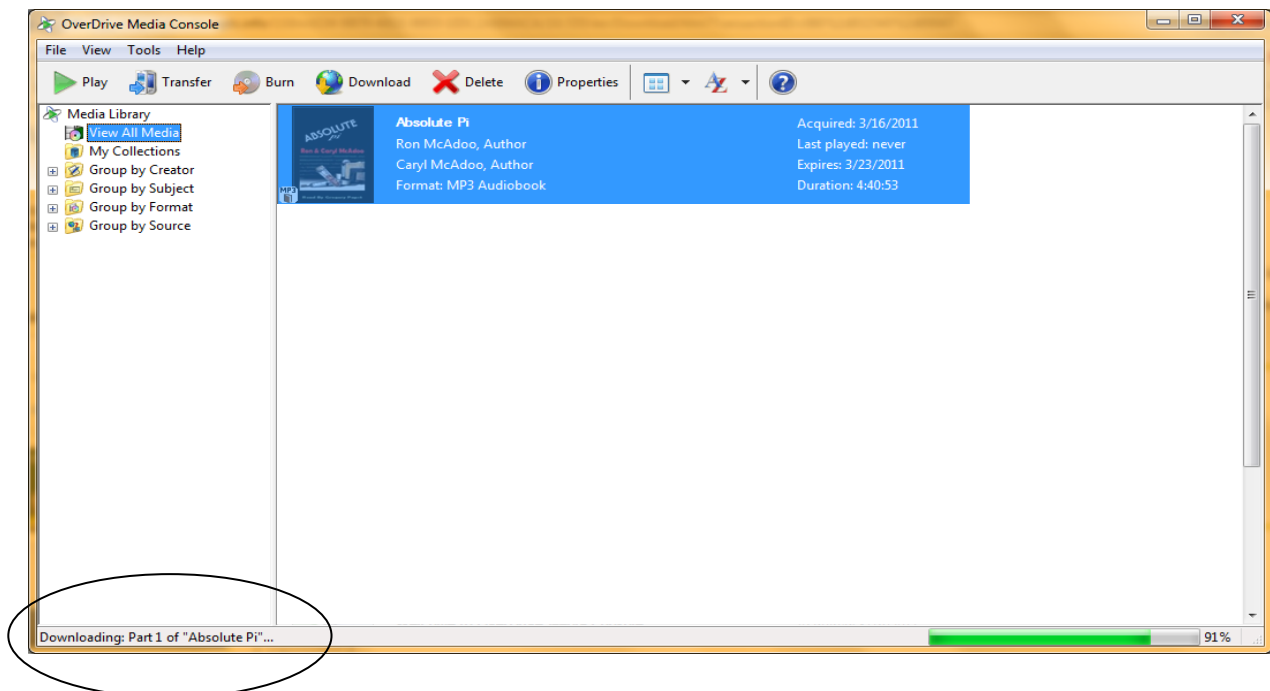 OverDrive Media Console
File View Tools Help
Play Transfer Burn Download Delete Properties
Media Library
View All Media
My Collections
Group by Creator
Group by Subject
Group by Format
Group by Source
ABSOLUTE
Ron & Caryl McAdoo
MP3
Absolute Pi
Ron McAdoo, Author
Caryl McAdoo, Author
Format: MP3 Audiobook
Acquired: 3/16/2011
Last played: never
Expires: 3/23/2011
Duration: 4:40:53
Downloading: Part 1 of "Absolute Pi"...
91%